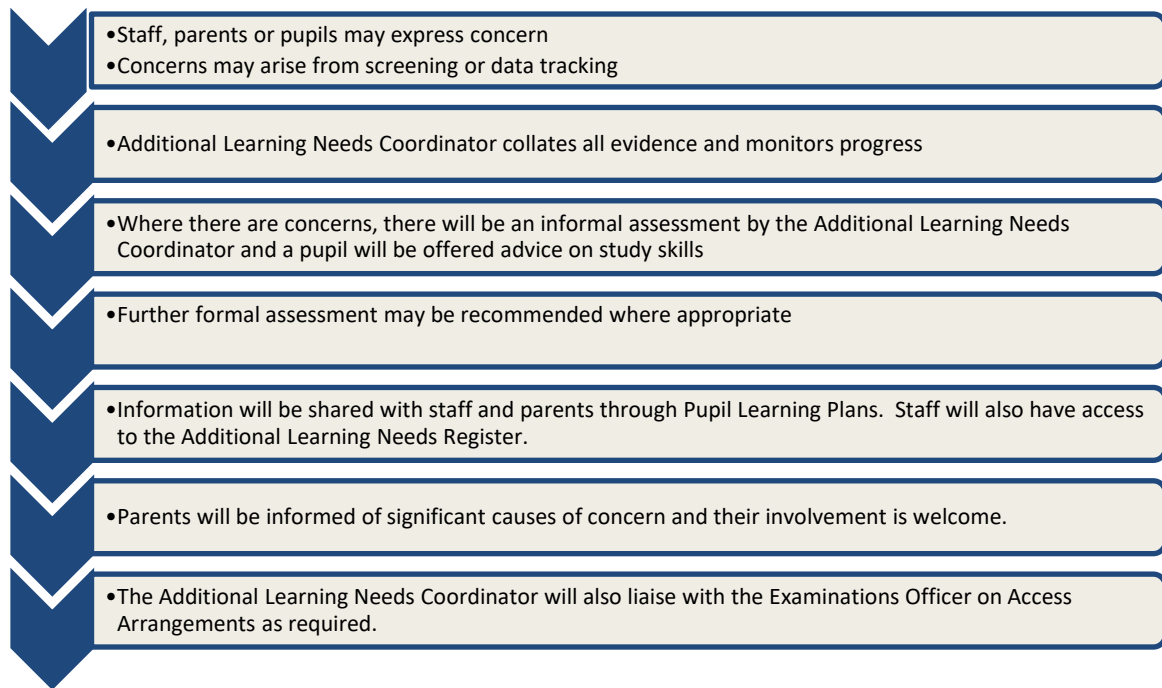 •Staff, parents or pupils may express concern
•Concerns may arise from screening or data tracking
•Additional Learning Needs Coordinator collates all evidence and monitors progress
•Where there are concerns, there will be an informal assessment by the Additional Learning Needs
Coordinator and a pupil will be offered advice on study skills
•Further formal assessment may be recommended where appropriate
•Information will be shared with staff and parents through Pupil Learning Plans.  Staff will also have access
to the Additional Learning Needs Register.
•Parents will be informed of significant causes of concern and their involvement is welcome.
•The Additional Learning Needs Coordinator will also liaise with the Examinations Officer on Access
Arrangements as required.